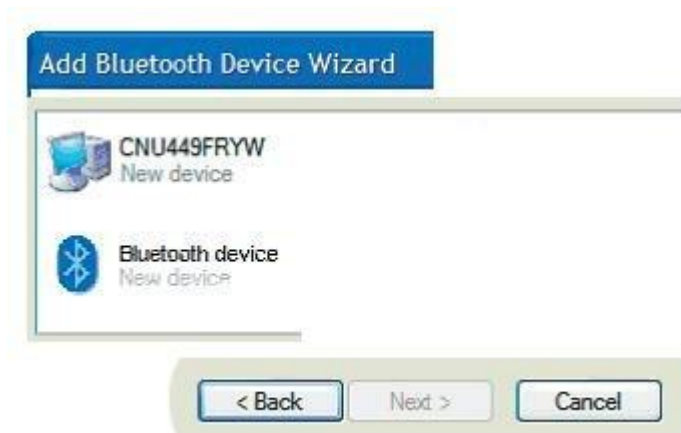 Add Bluetooth Device Wizard
CNU449FRYW
New device
Bluetooth device
New device
< Back Next > Cancel